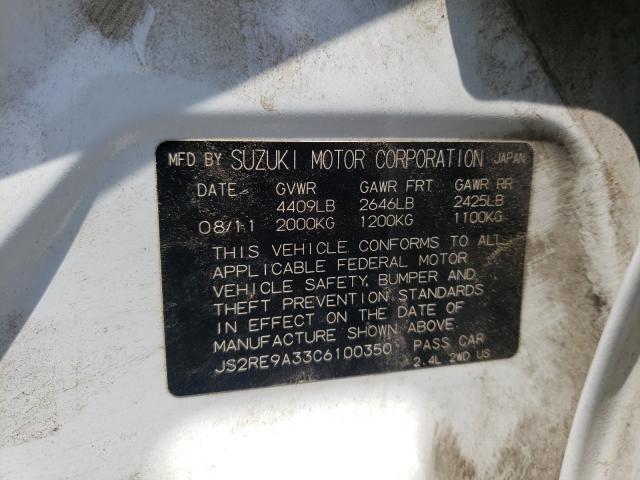 MFD BY SUZUKI MOTOR CORPORATION JAPAN
DATE GVWR GAWR FRT GAWR RR
4409LB 2646LB 2425LB
08/11 2000KG 1200KG 1100KG
THIS VEHICLE CONFORMS TO ALL
APPLICABLE FEDERAL MOTOR
VEHICLE SAFETY, BUMPER AND
THEFT PREVENTION STANDARDS
IN EFFECT ON THE DATE OF
MANUFACTURE SHOWN ABOVE.
JS2RE9A33C6100350 PASS CAR
2.4L 2WD US